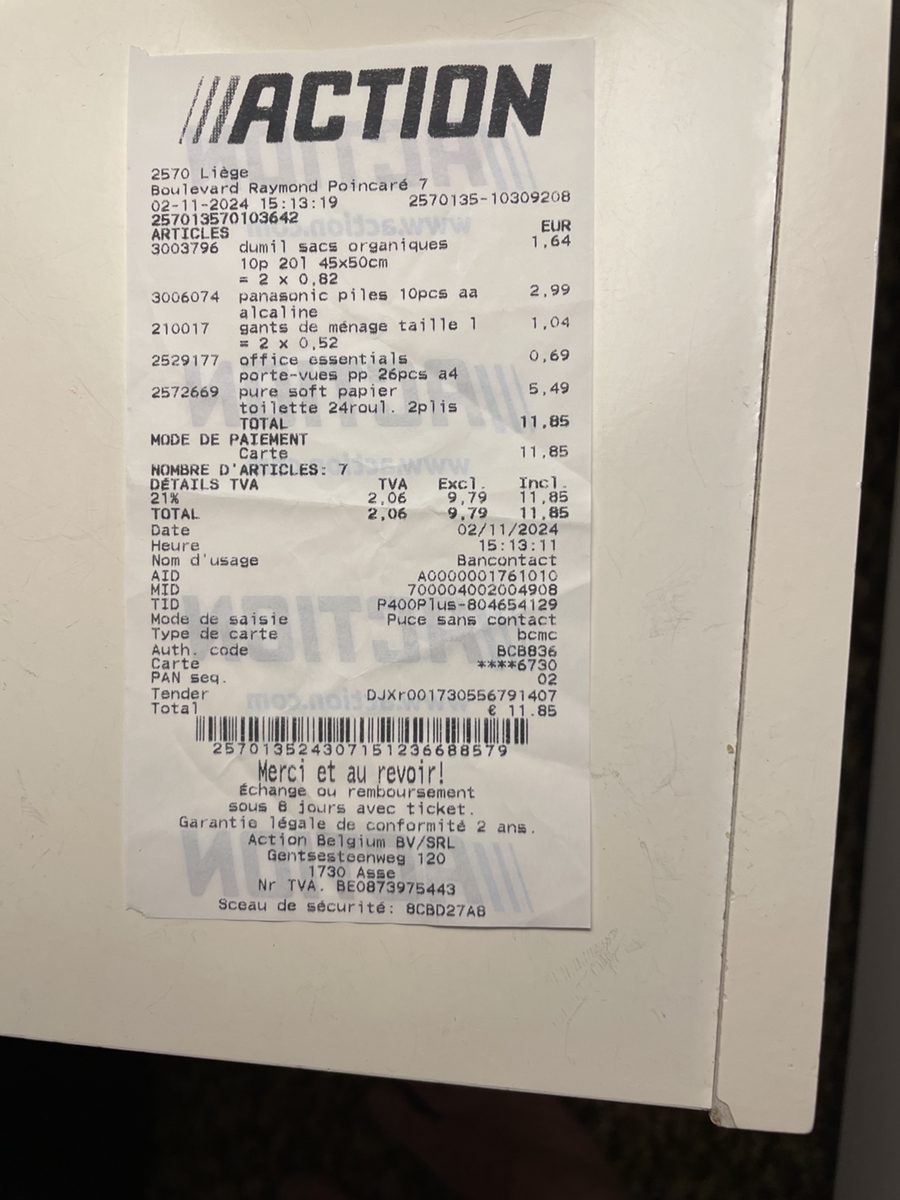 ACTION
2570 Liège
Boulevard Raymond Poincaré 7
02-11-2024 15:13:19 2570135-10309208
257013570103642
ARTICLES EUR
3003796 dumil sacs organiques 1,64
10p 20l 45x50cm
= 2 x 0,82
3006074 panasonic piles 10pcs aa 2,99
alcaline
210017 gants de ménage taille l 1,04
= 2 x 0,52
2529177 office essentials 0,69
porte-vues pp 26pcs a4
2572669 pure soft papier 5,49
toilette 24roul. 2plis
TOTAL 11,85
MODE DE PAIEMENT
Carte 11,85
NOMBRE D'ARTICLES: 7
DÉTAILS TVA TVA Excl. Incl.
21% 2,06 9,79 11,85
TOTAL 2,06 9,79 11,85
Date 02/11/2024
Heure 15:13:11
Nom d'usage Bancontact
AID A0000001761010
MID 700004002004908
TID P400Plus-804654129
Mode de saisie Puce sans contact
Type de carte bcmc
Auth. code BCB836
Carte ****6730
PAN seq. 02
Tender DJXr001730556791407
Total € 11.85
257013524307151236688579
Merci et au revoir!
Échange ou remboursement
sous 8 jours avec ticket.
Garantie légale de conformité 2 ans.
Action Belgium BV/SRL
Gentsesteenweg 120
1730 Asse
Nr TVA. BE0873975443
Sceau de sécurité: 8CBD27A8